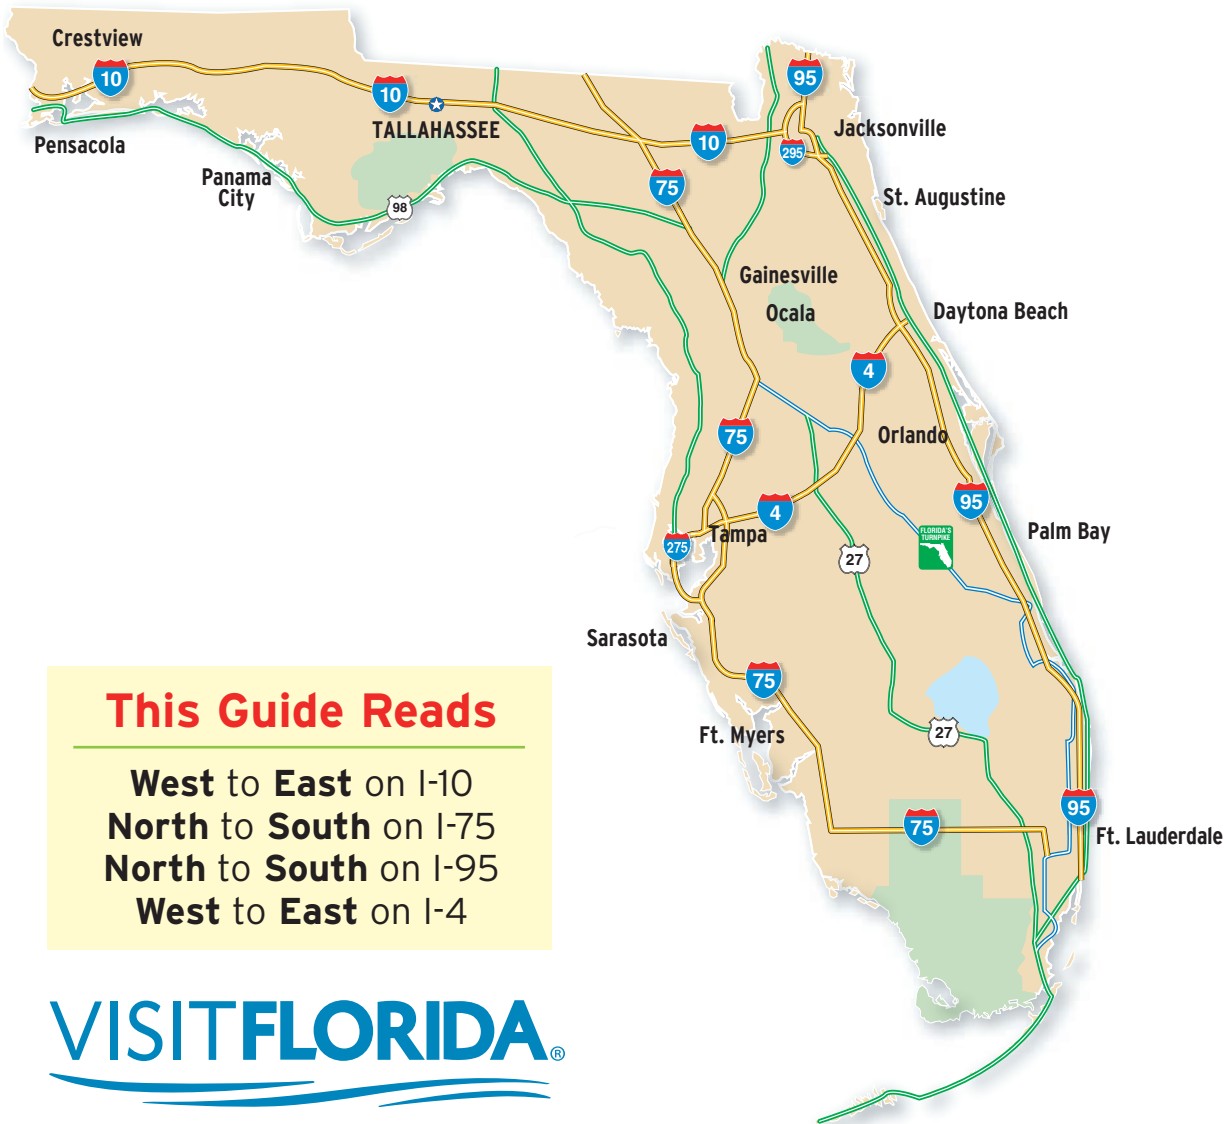 Crestview
10
95
10
TALLAHASSEE
Jacksonville
10
295
Pensacola
Panama
City
75
St. Augustine
98
Gainesville
Ocala
Daytona Beach
4
75
Orlando
95
4
Tampa
275
FLORIDA'S
TURNPIKE
Palm Bay
27
Sarasota
75
Ft. Myers
27
95
75
Ft. Lauderdale
This Guide Reads
West to East on I-10
North to South on I-75
North to South on I-95
West to East on I-4
VISITFLORIDA®